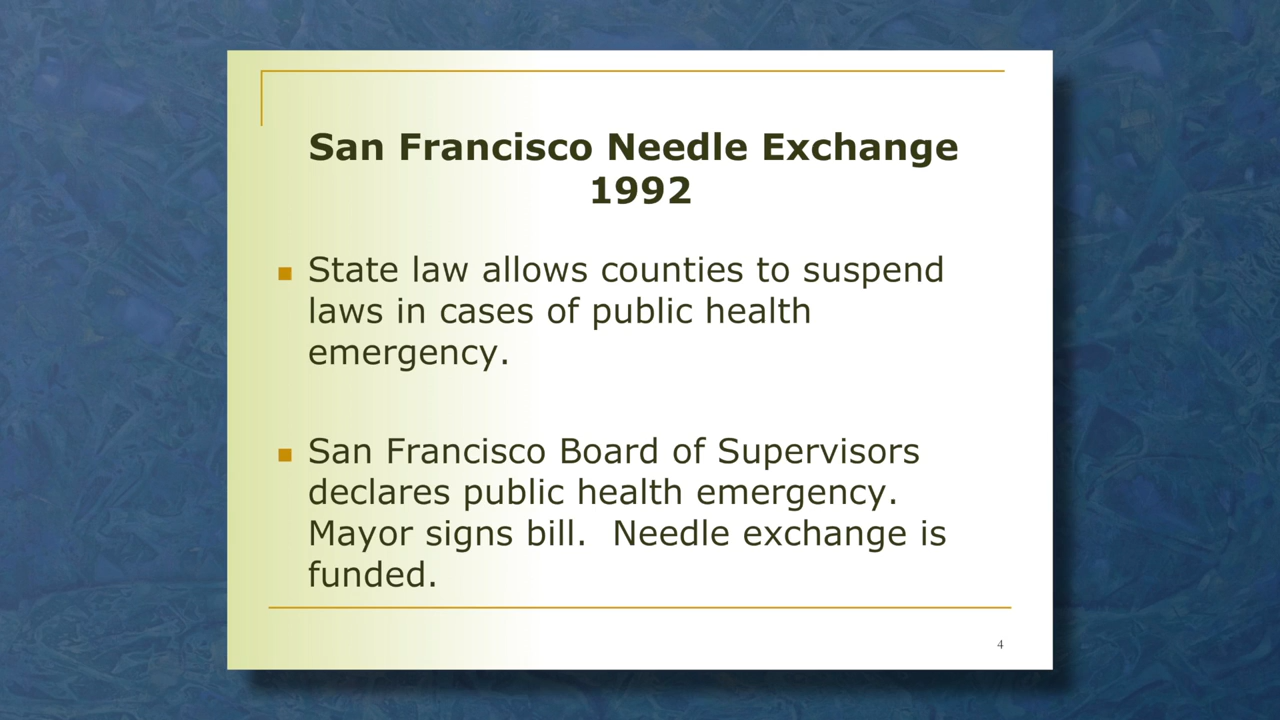 San Francisco Needle Exchange
1992
State law allows counties to suspend
laws in cases of public health
emergency.
San Francisco Board of Supervisors
declares public health emergency.
Mayor signs bill.  Needle exchange is
funded.
4